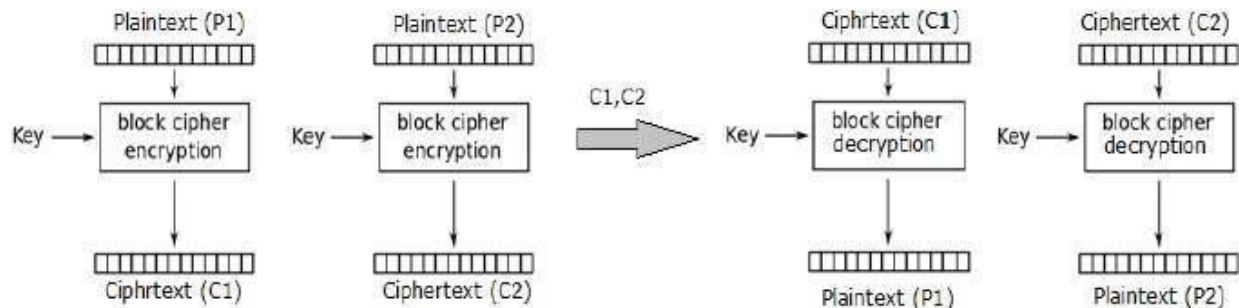 Plaintext (P1)
Key
block cipher
encryption
Ciphrtext (C1)
Plaintext (P2)
Key
block cipher
encryption
Ciphertext (C2)
C1,C2
Ciphrtext (C1)
Key
block cipher
decryption
Plaintext (P1)
Ciphertext (C2)
Key
block cipher
decryption
Plaintext (P2)